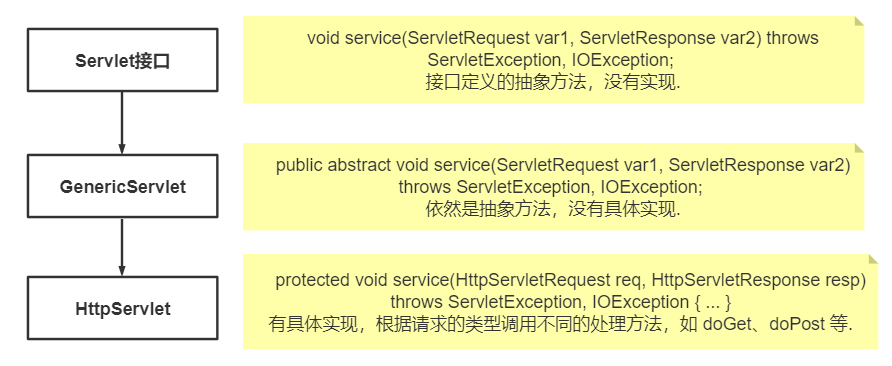 Servlet接口
void service(ServletRequest var1, ServletResponse var2) throws
ServletException, IOException;
接口定义的抽象方法，没有实现.
GenericServlet
public abstract void service(ServletRequest var1, ServletResponse var2)
throws ServletException, IOException;
依然是抽象方法，没有具体实现.
HttpServlet
protected void service(HttpServletRequest req, HttpServletResponse resp)
throws ServletException, IOException { ... }
有具体实现，根据请求的类型调用不同的处理方法，如 doGet、doPost 等.